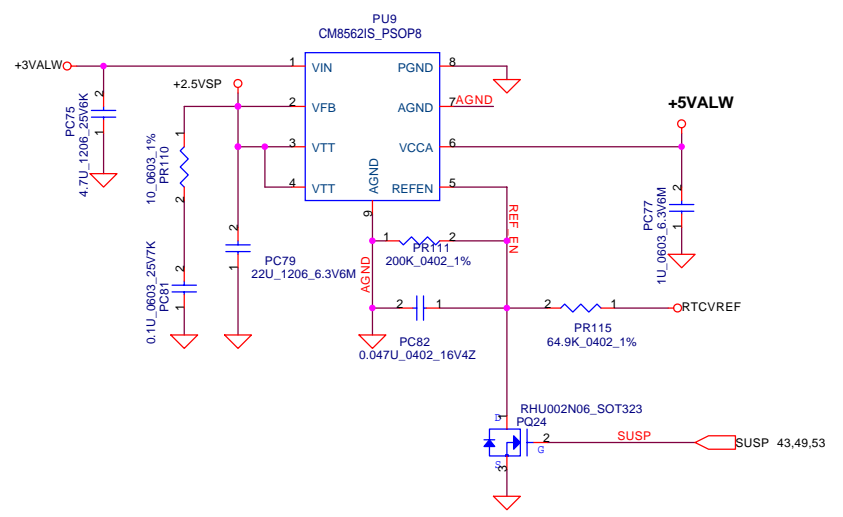 PU9
CM8562IS_PSOP8
+3VALW
1
VIN
PGND
8
+2.5VSP
2
VFB
AGND
7
AGND
+5VALW
3
VTT
VCCA
6
4
VTT
AGND
REFEN
5
9
2
1
PC75
4.7U_1206_25V6K
1
2
10_0603_1%
PR110
2
1
PC77
1U_0603_6.3V6M
REF_EN
1
2
PR111
200K_0402_1%
2
1
PC79
22U_1206_6.3V6M
AGND
2
1
0.1U_0603_25V7K
PC81
2
1
PC82
0.047U_0402_16V4Z
2
1
RTCVREF
PR115
64.9K_0402_1%
RHU002N06_SOT323
PQ24
D
1
G
2
S
3
SUSP
SUSP 43,49,53